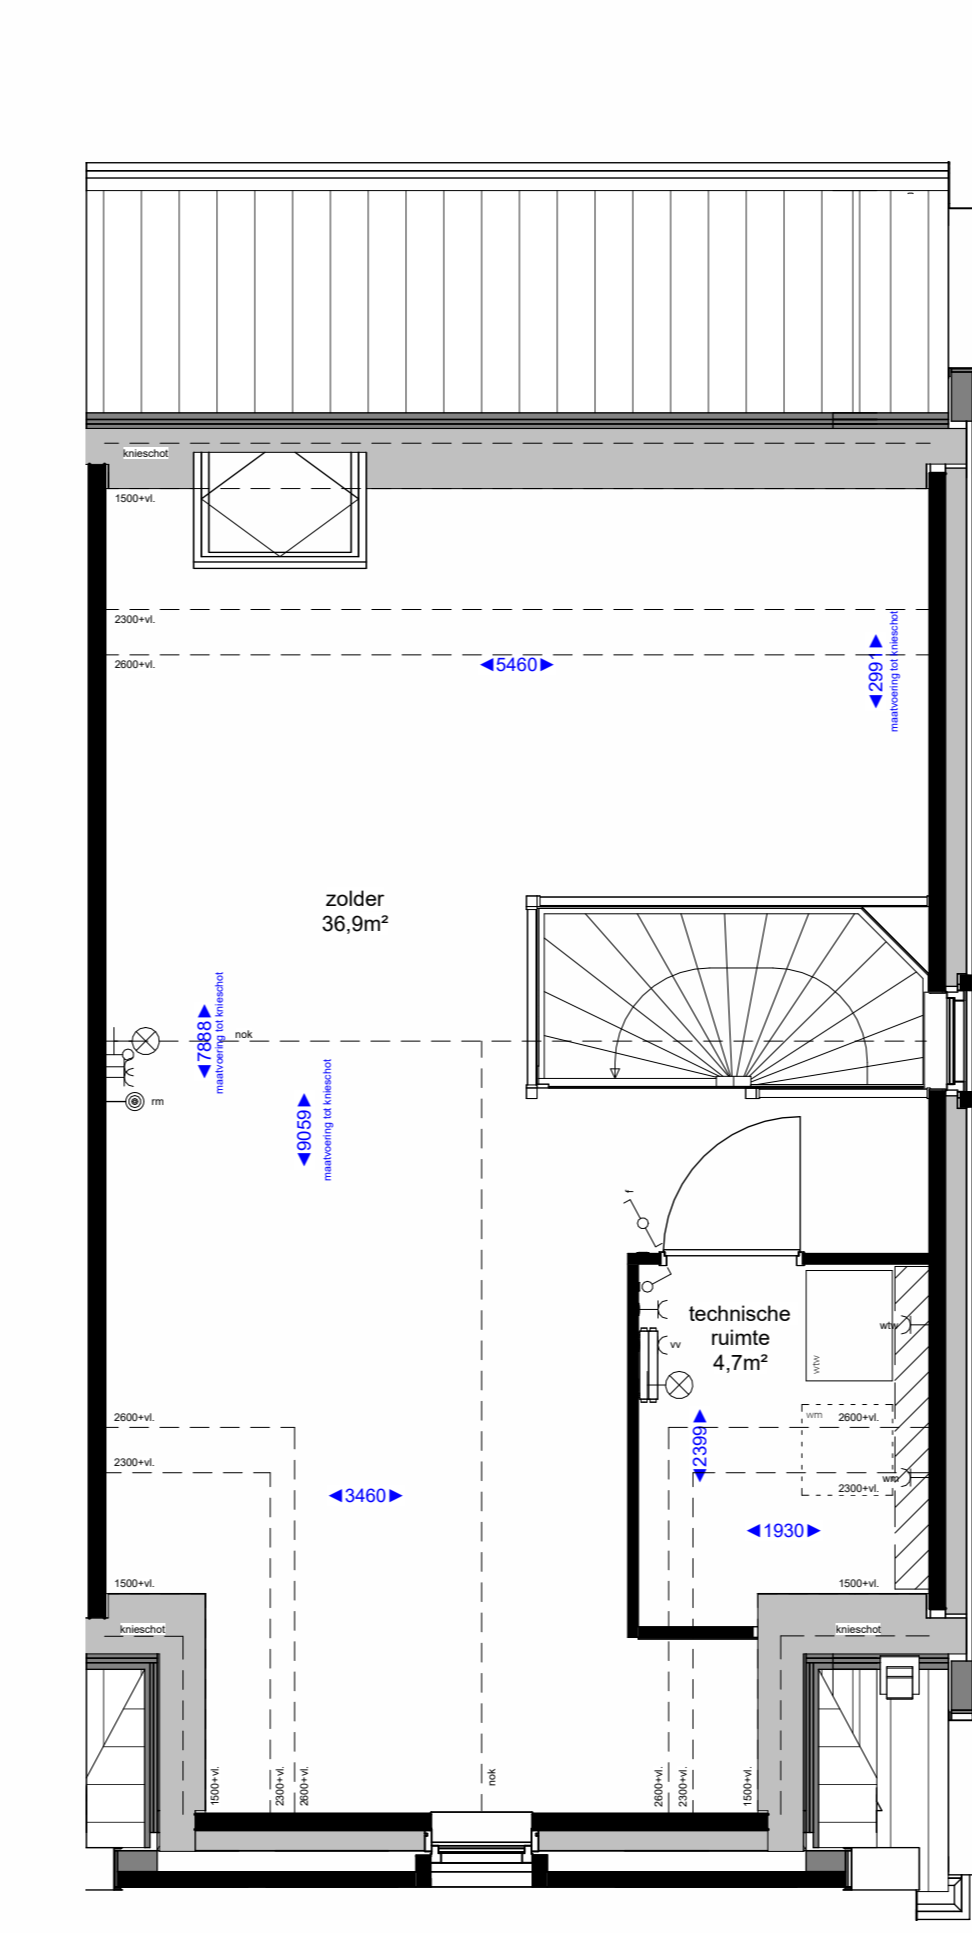 knieschot
1500+vl.
2300+vl.
2600+vl.
5460
2991
maatvoering tot knieschot
zolder
36,9m²
7888
maatvoering tot knieschot
nok
9059
maatvoering tot knieschot
rm
f
technische
ruimte
4,7m²
wtw
wtw
vv
wm
2600+vl.
2600+vl.
2399
2300+vl.
wm
2300+vl.
3460
1930
1500+vl.
1500+vl.
knieschot
knieschot
1500+vl.
2300+vl.
2600+vl.
nok
2600+vl.
2300+vl.
1500+vl.